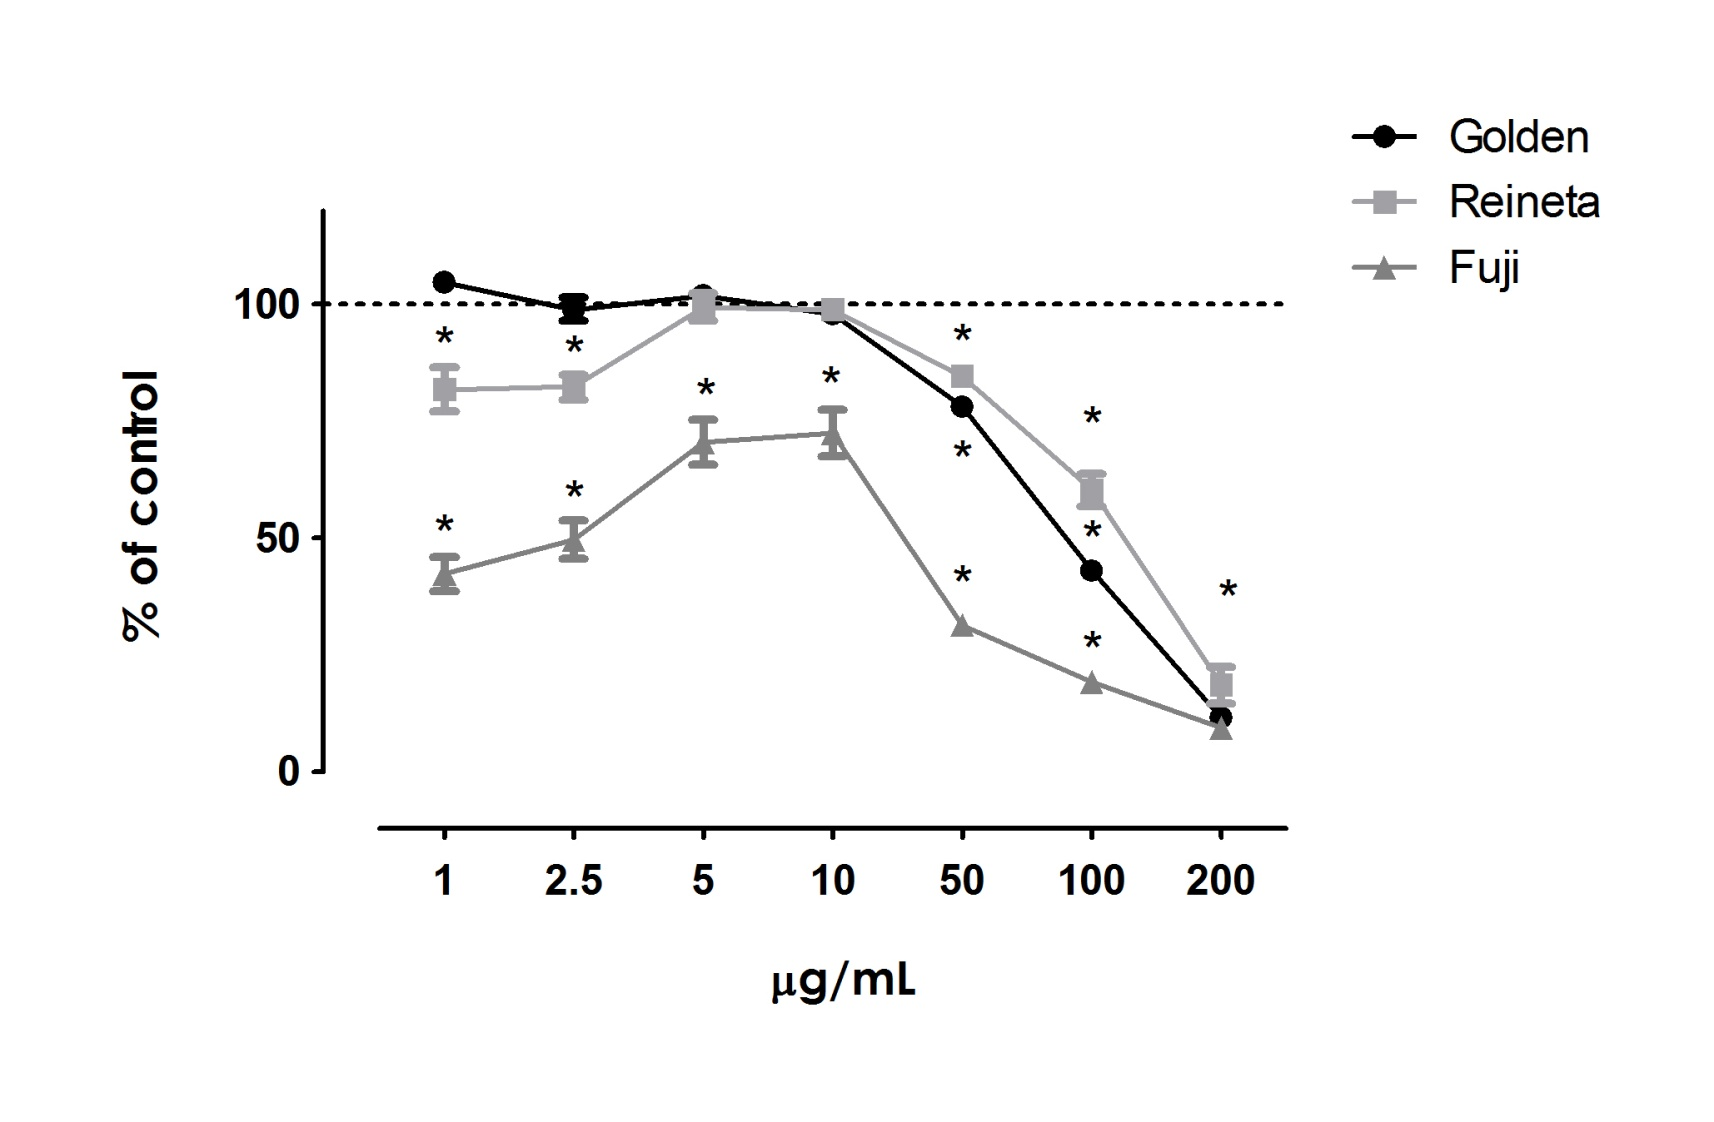 Golden
Reineta
Fuji
100
50
0
% of control
* * * * * * * * * * * * * *
1 2.5 5 10 50 100 200
µg/mL